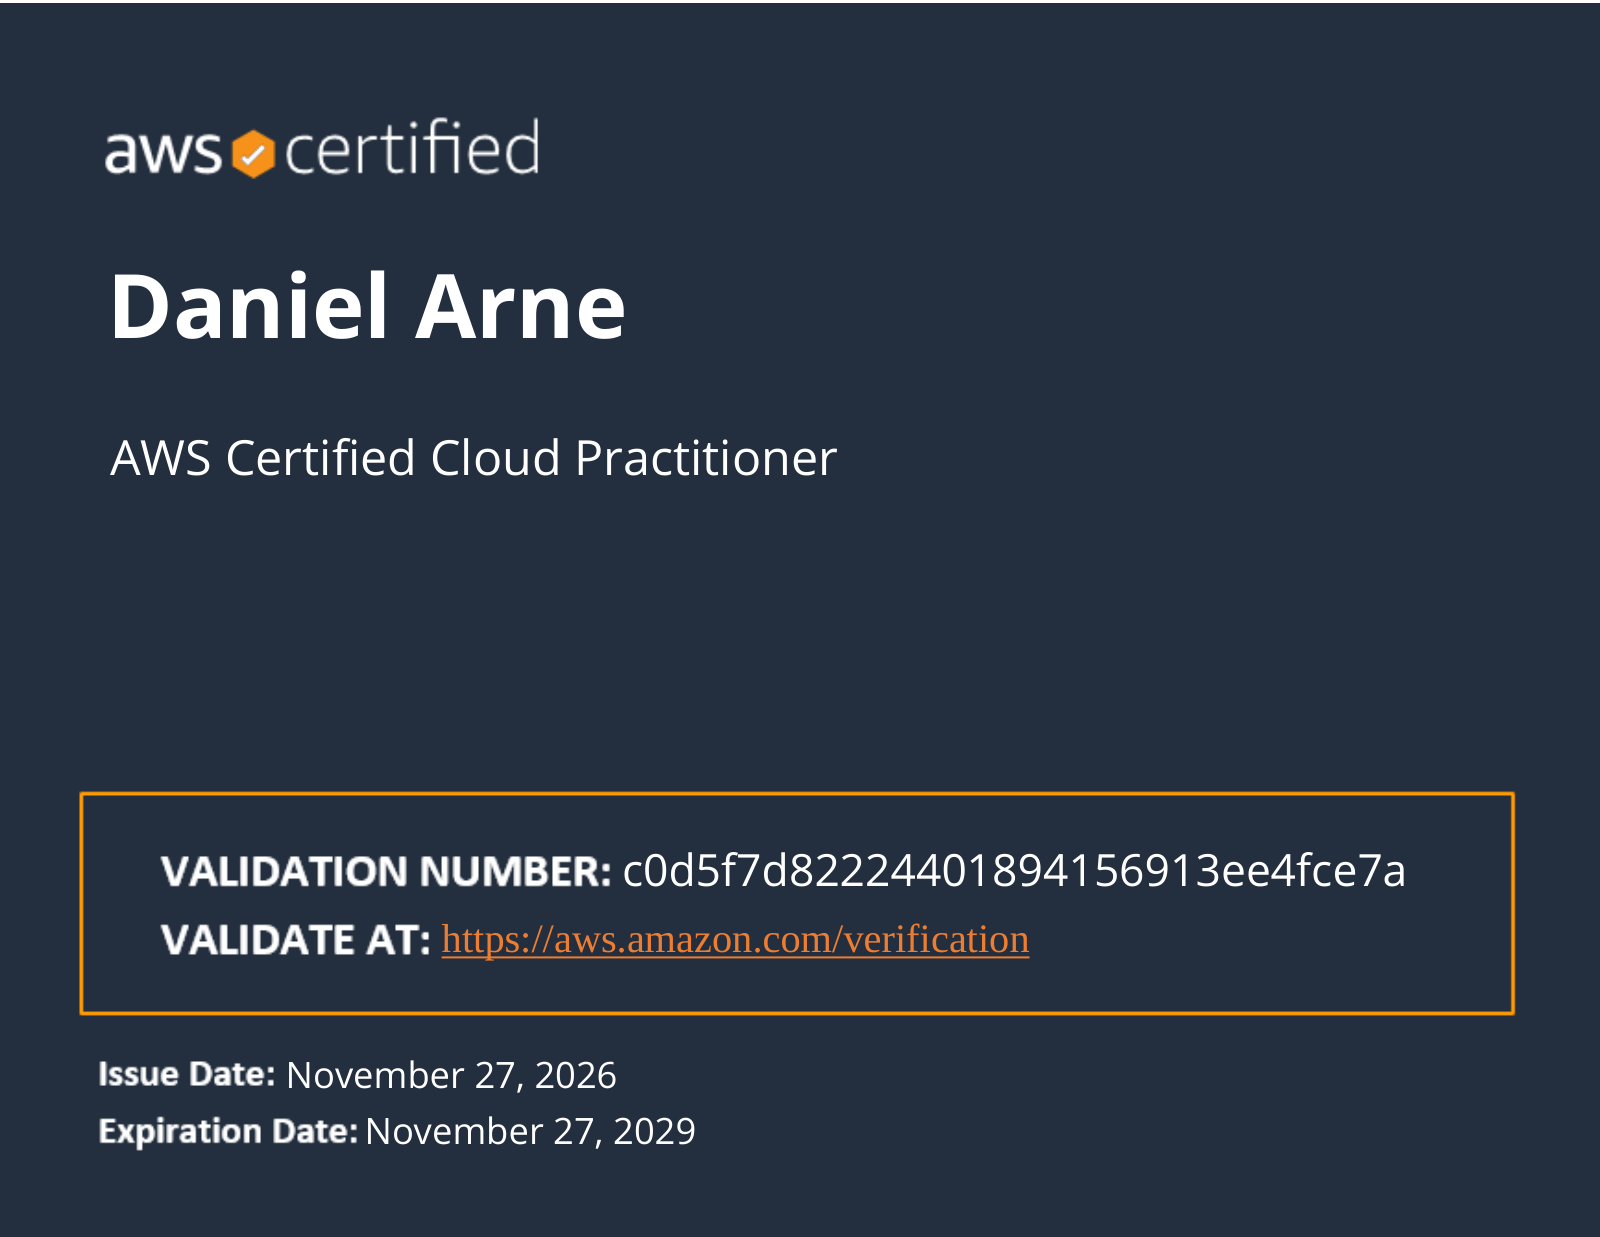 aws certified
Daniel Arne
AWS Certified Cloud Practitioner
VALIDATION NUMBER: c0d5f7d82224401894156913ee4fce7a
VALIDATE AT: https://aws.amazon.com/verification
Issue Date: November 27, 2026
Expiration Date: November 27, 2029